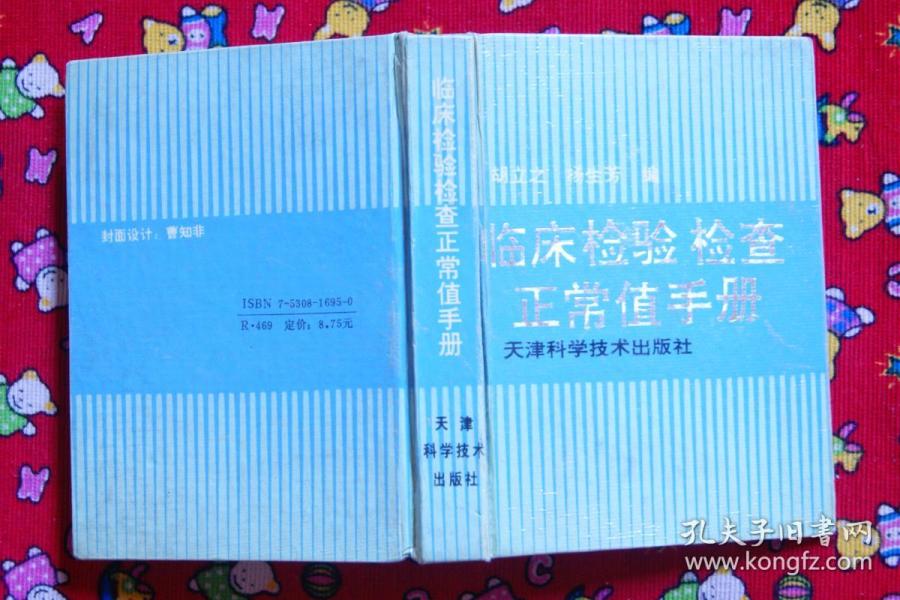 封面设计：曹知非
ISBN 7-5308-1695-0
R·469 定价：8.75元
临床检验检查正常值手册
天津
科学技术
出版社
胡立之 杨生芳 编
临床检验检查
正常值手册
天津科学技术出版社
孔夫子旧书网
www.kongfz.com